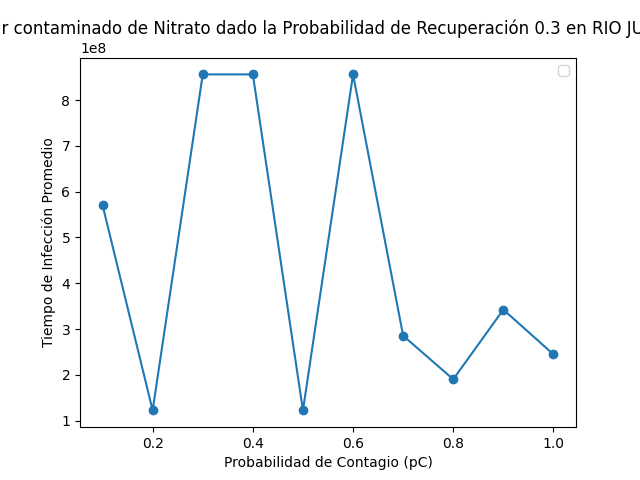 r contaminado de Nitrato dado la Probabilidad de Recuperación 0.3 en RIO JU
1e8
8
7
6
5
4
3
2
1
Tiempo de Infección Promedio
0.2 0.4 0.6 0.8 1.0
Probabilidad de Contagio (pC)